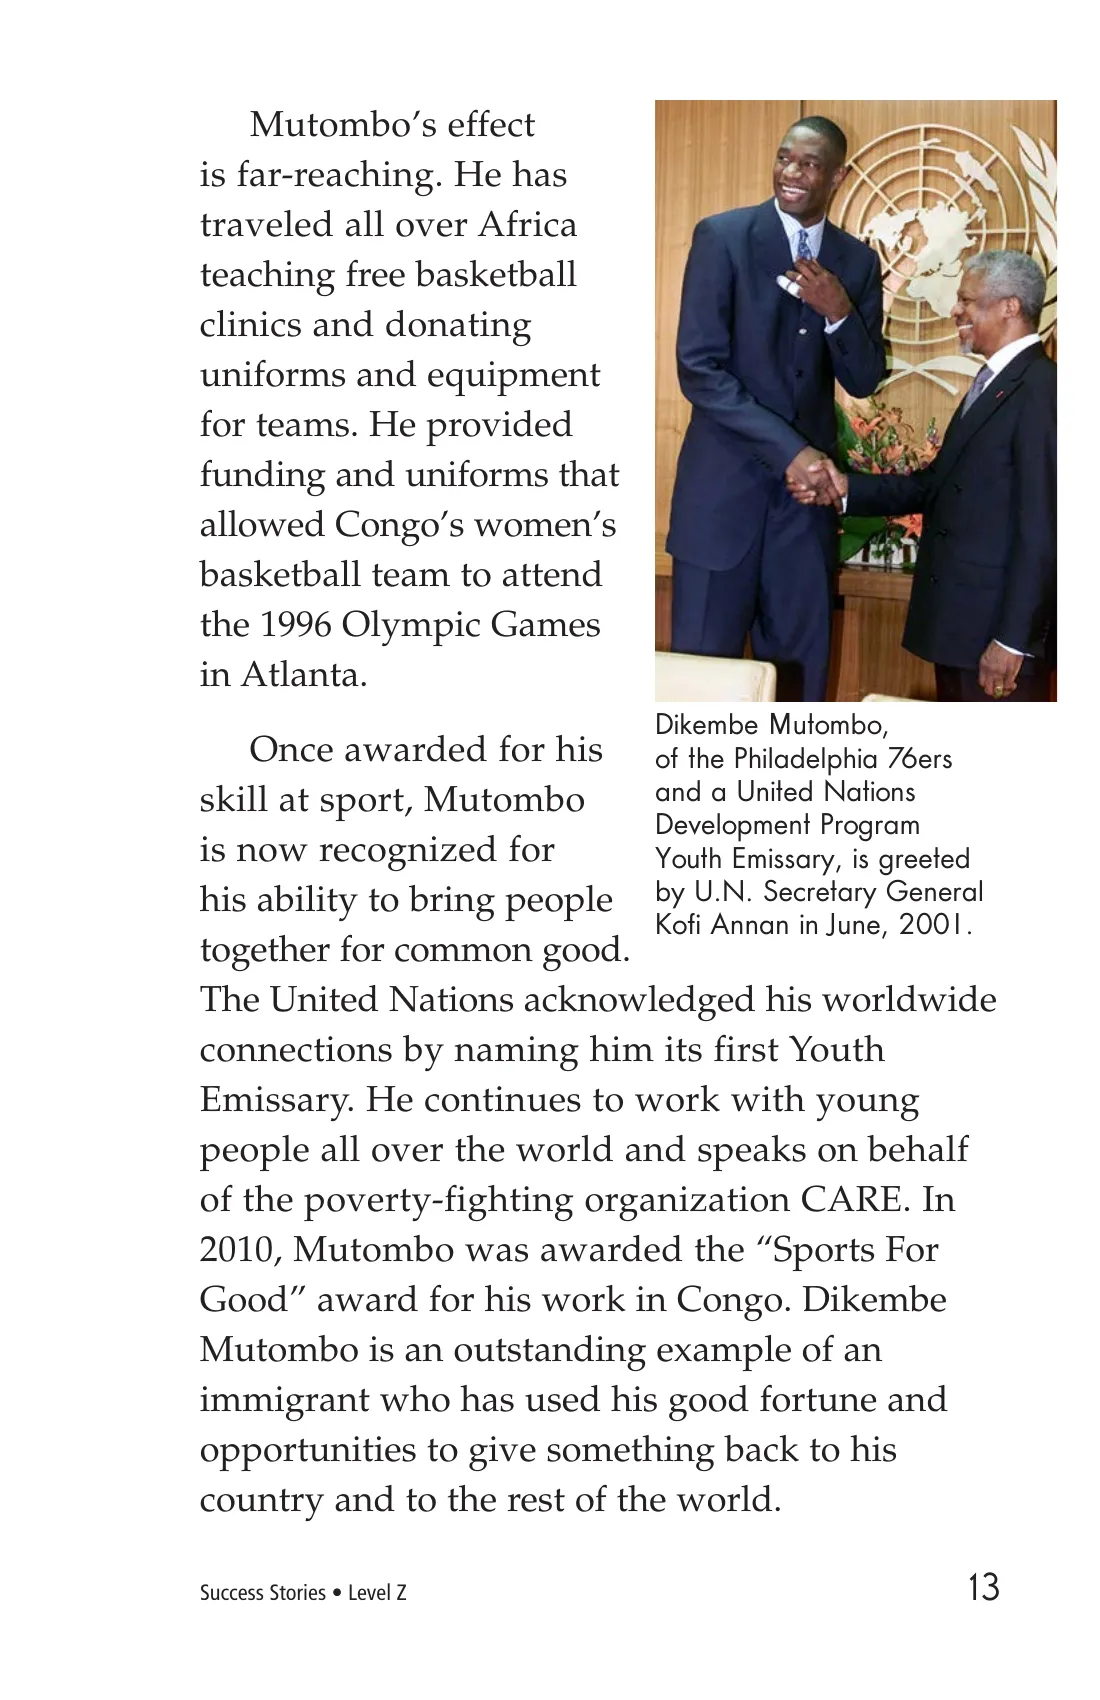 Mutombo’s effect
is far-reaching. He has
traveled all over Africa
teaching free basketball
clinics and donating
uniforms and equipment
for teams. He provided
funding and uniforms that
allowed Congo’s women’s
basketball team to attend
the 1996 Olympic Games
in Atlanta.
Dikembe Mutombo,
of the Philadelphia 76ers
and a United Nations
Development Program
Youth Emissary, is greeted
by U.N. Secretary General
Kofi Annan in June, 2001.
Once awarded for his
skill at sport, Mutombo
is now recognized for
his ability to bring people
together for common good.
The United Nations acknowledged his worldwide
connections by naming him its first Youth
Emissary. He continues to work with young
people all over the world and speaks on behalf
of the poverty-fighting organization CARE. In
2010, Mutombo was awarded the “Sports For
Good” award for his work in Congo. Dikembe
Mutombo is an outstanding example of an
immigrant who has used his good fortune and
opportunities to give something back to his
country and to the rest of the world.
Success Stories • Level Z
13